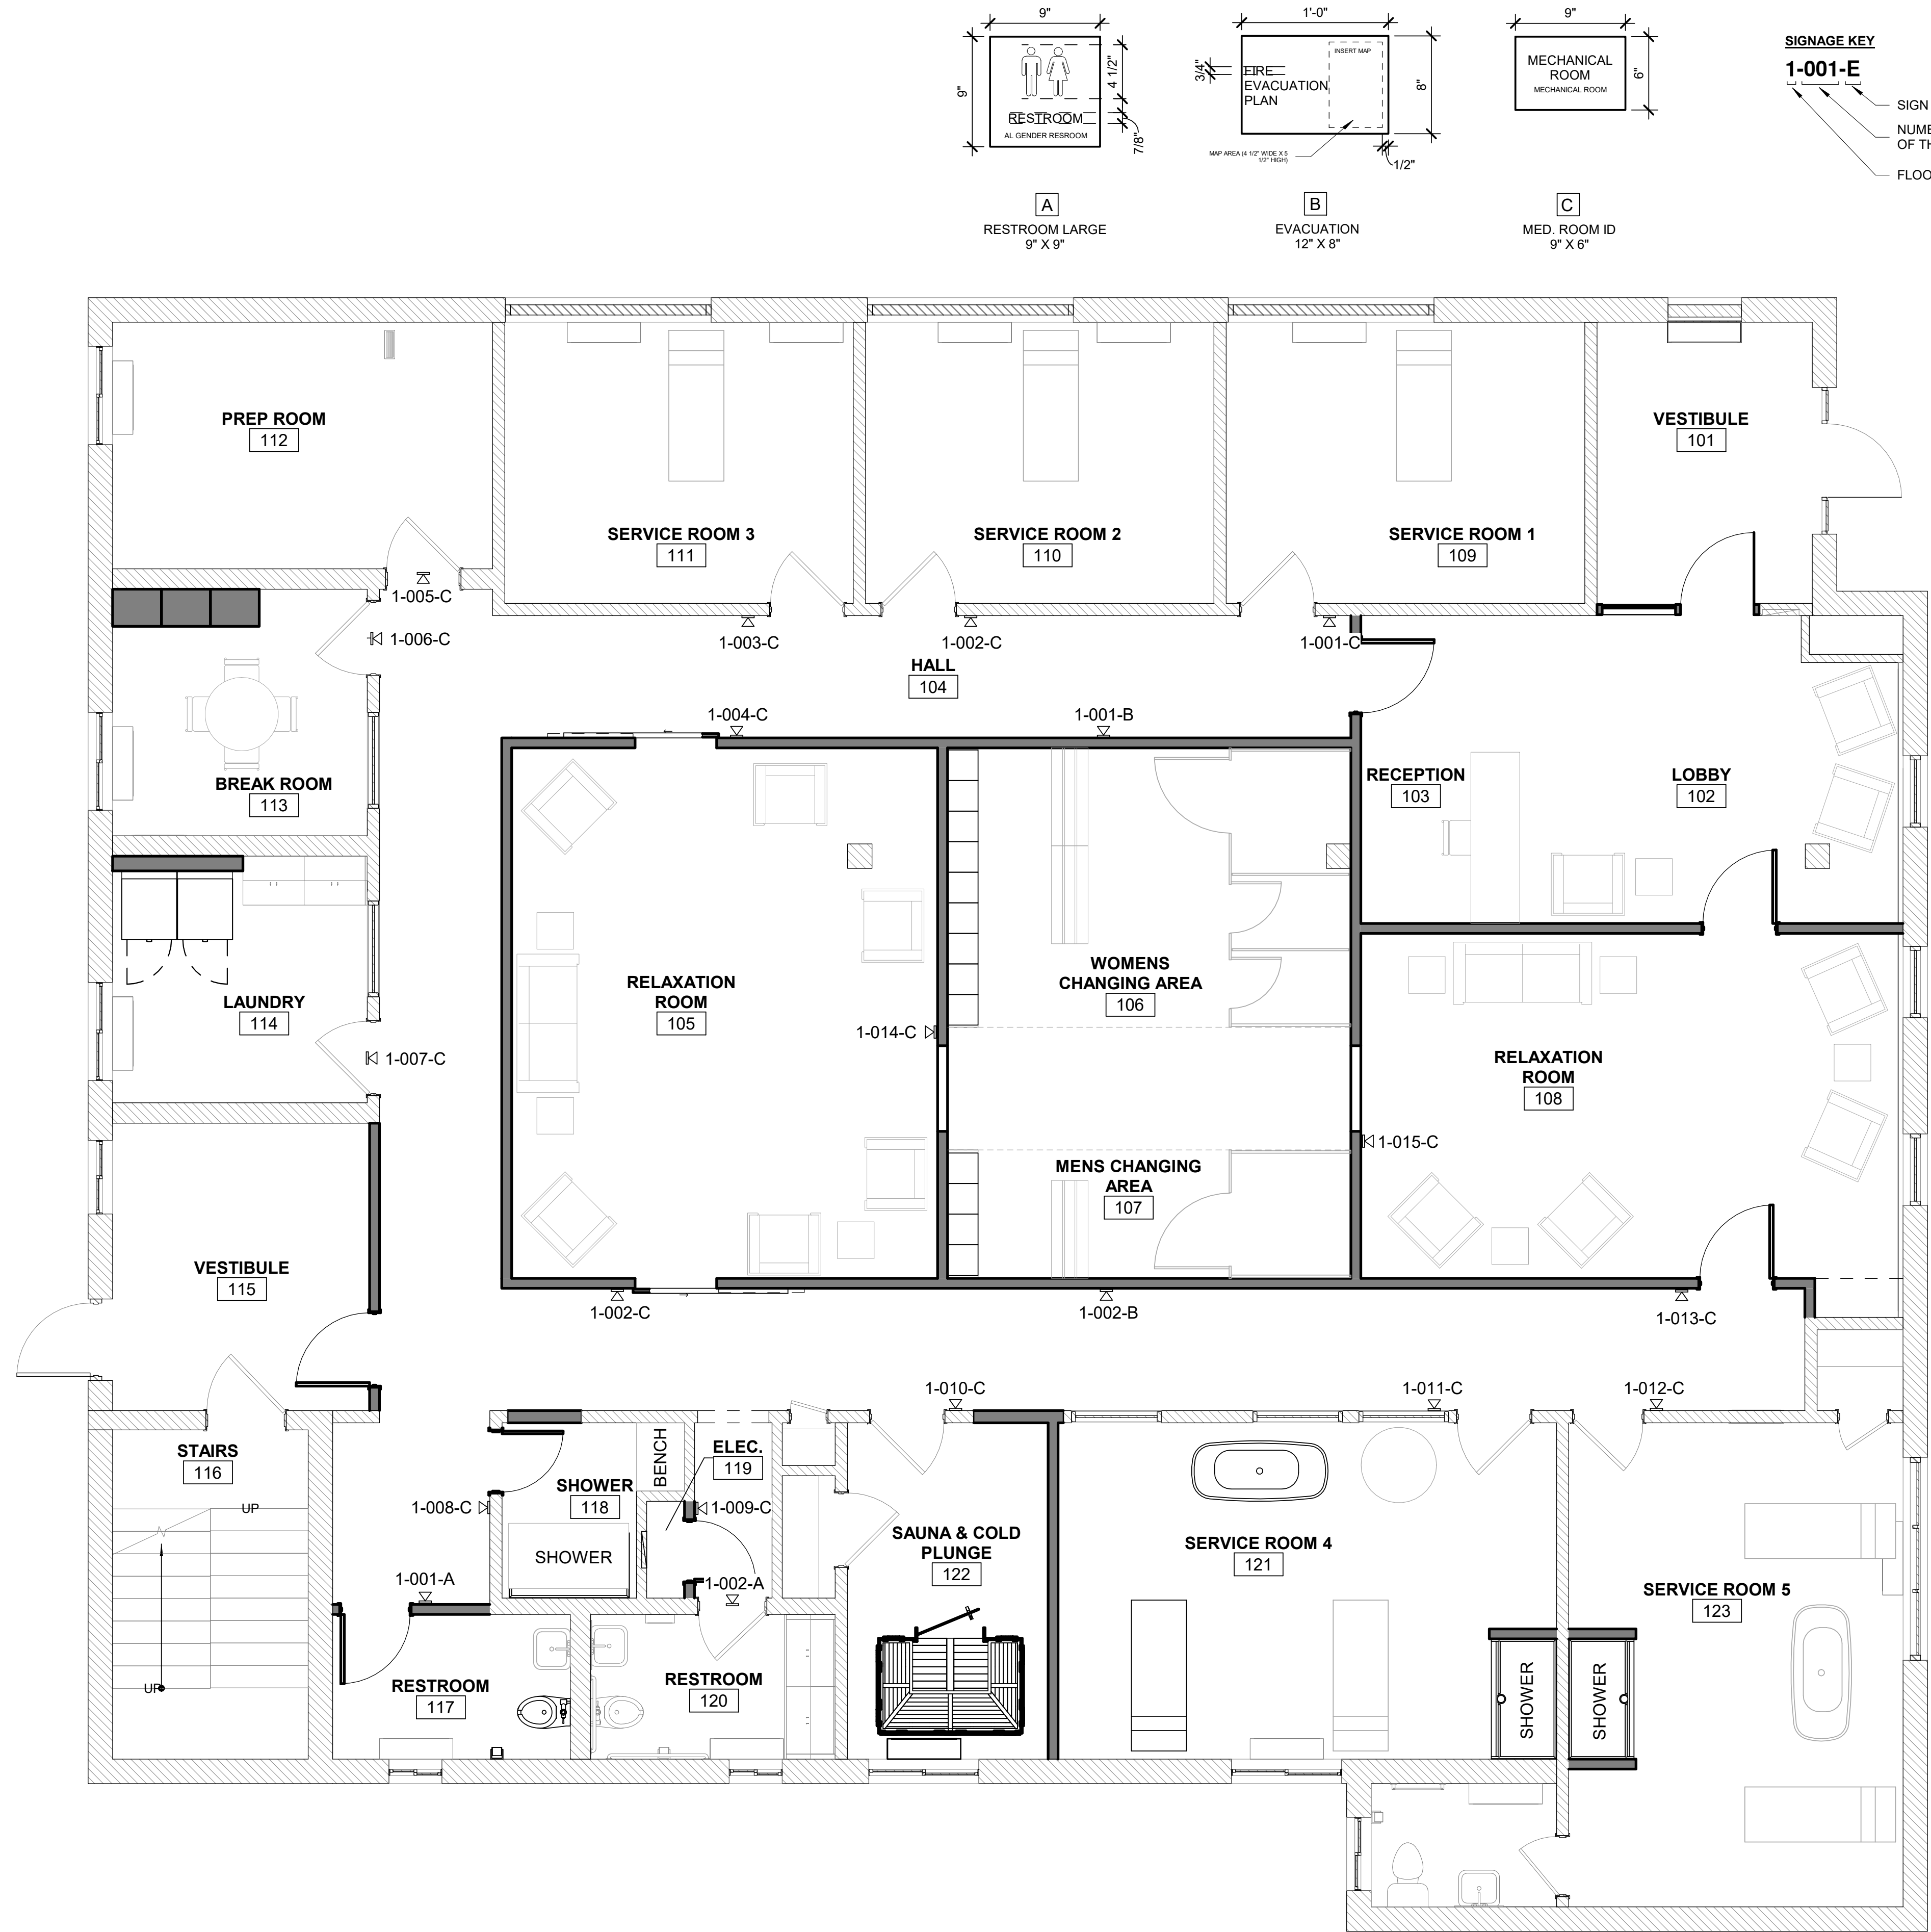 9"
9"
4 1/2"
7/8"
RESTROOM
AL GENDER RESROOM
A
RESTROOM LARGE
9" X 9"
1'-0"
3/4"
8"
1/2"
INSERT MAP
FIRE
EVACUATION
PLAN
MAP AREA (4 1/2" WIDE X 5
1/2" HIGH)
B
EVACUATION
12" X 8"
9"
6"
MECHANICAL
ROOM
MECHANICAL ROOM
C
MED. ROOM ID
9" X 6"
SIGNAGE KEY
1-001-E
SIGN
OF
PREP ROOM
112
VESTIBULE
101
SERVICE ROOM 3
111
SERVICE ROOM 2
110
SERVICE ROOM 1
109
1-005-C
1-006-C
1-003-C
1-002-C
1-001-C
HALL
104
1-004-C
1-001-B
BREAK ROOM
113
RECEPTION
103
LOBBY
102
RELAXATION
ROOM
105
WOMENS
CHANGING AREA
106
LAUNDRY
114
1-014-C
1-007-C
RELAXATION
ROOM
108
1-015-C
MENS CHANGING
AREA
107
VESTIBULE
115
1-002-C
1-002-B
1-013-C
1-010-C
1-011-C
1-012-C
STAIRS
116
UP
UP
BENCH
ELEC.
119
SHOWER
118
1-008-C
1-009-C
SHOWER
SAUNA & COLD
PLUNGE
122
SERVICE ROOM 4
121
1-001-A
1-002-A
SERVICE ROOM 5
123
RESTROOM
117
RESTROOM
120
SHOWER
SHOWER